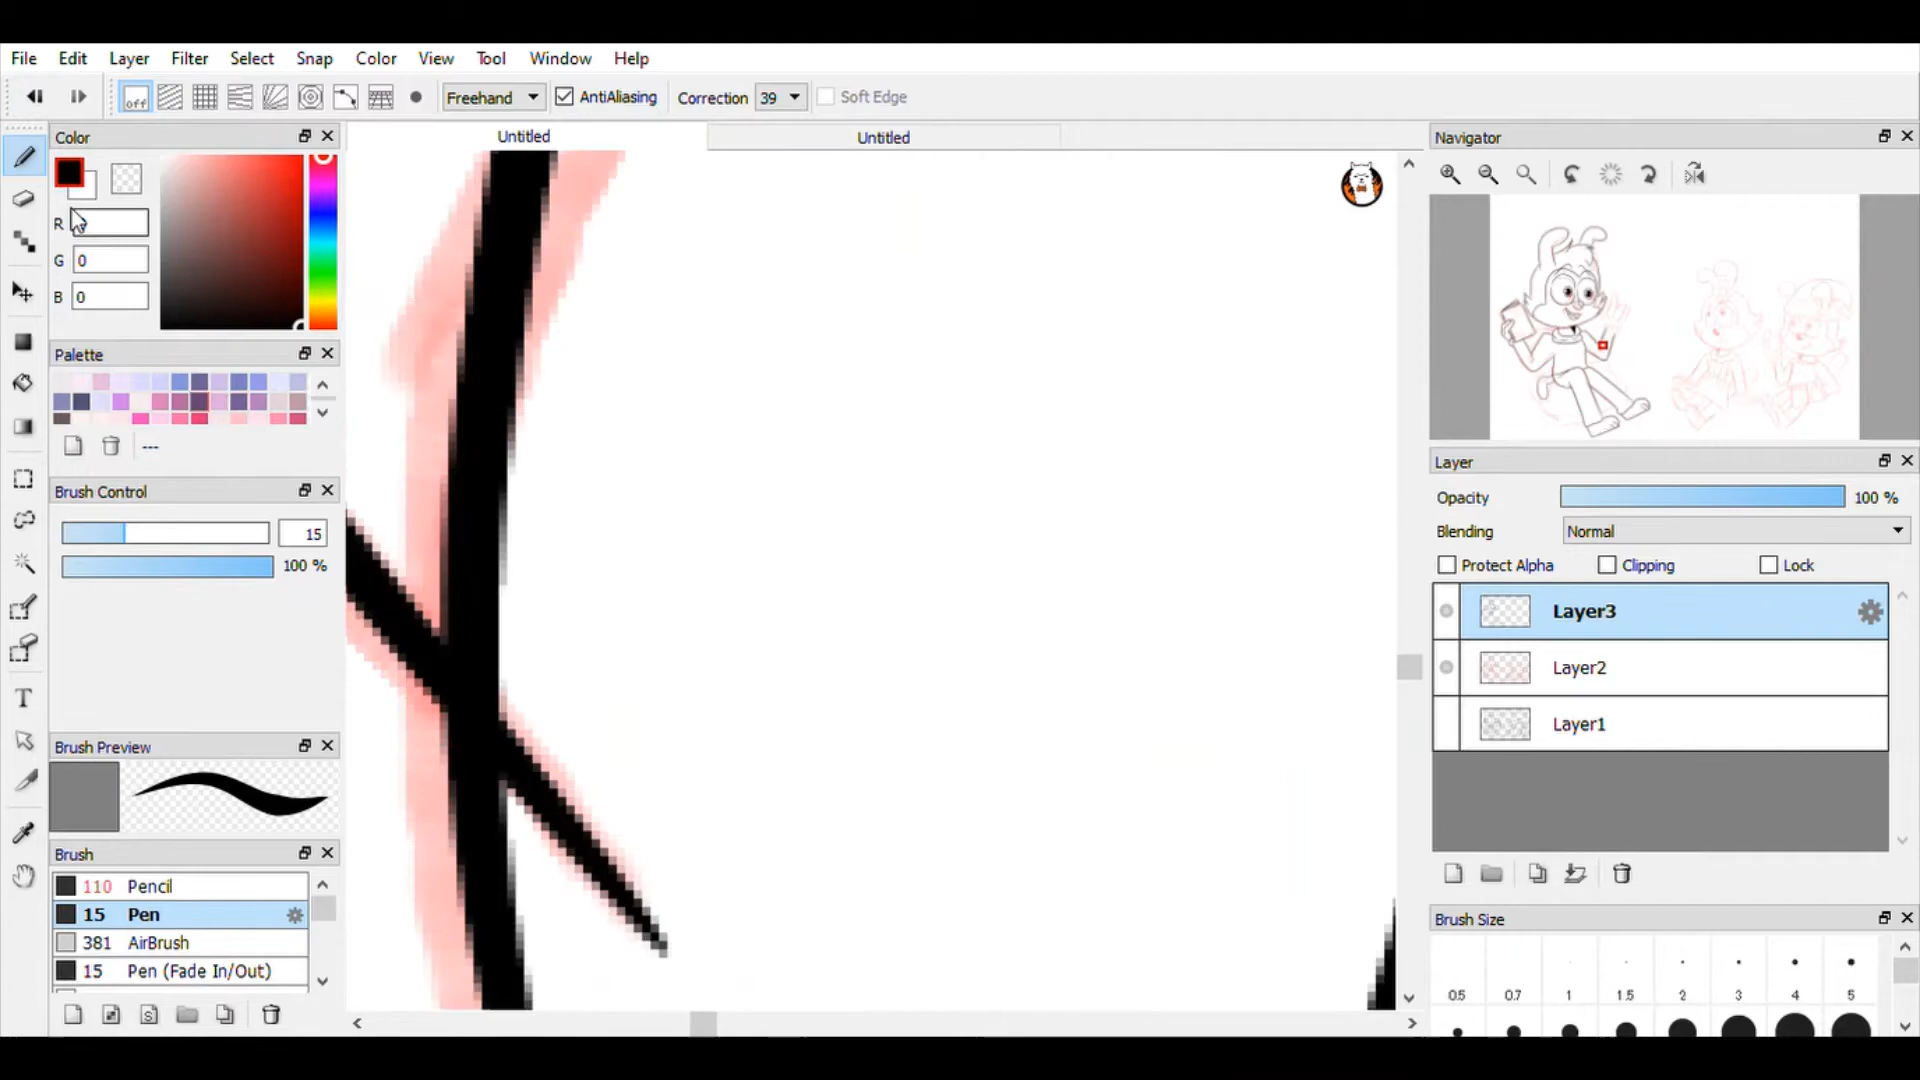 File Edit Layer Filter Select Snap Color View Tool Window Help
off Freehand AntiAliasing Correction 39 Soft Edge
Color
R
G 0
B 0
Palette
---
Brush Control
15
100 %
Brush Preview
Brush
110 Pencil
15 Pen
381 AirBrush
15 Pen (Fade In/Out)
S
T
Untitled Untitled
Navigator
Layer
Opacity 100 %
Blending Normal
Protect Alpha Clipping Lock
Layer3
Layer2
Layer1
Brush Size
0.5 0.7 1 1.5 2 3 4 5